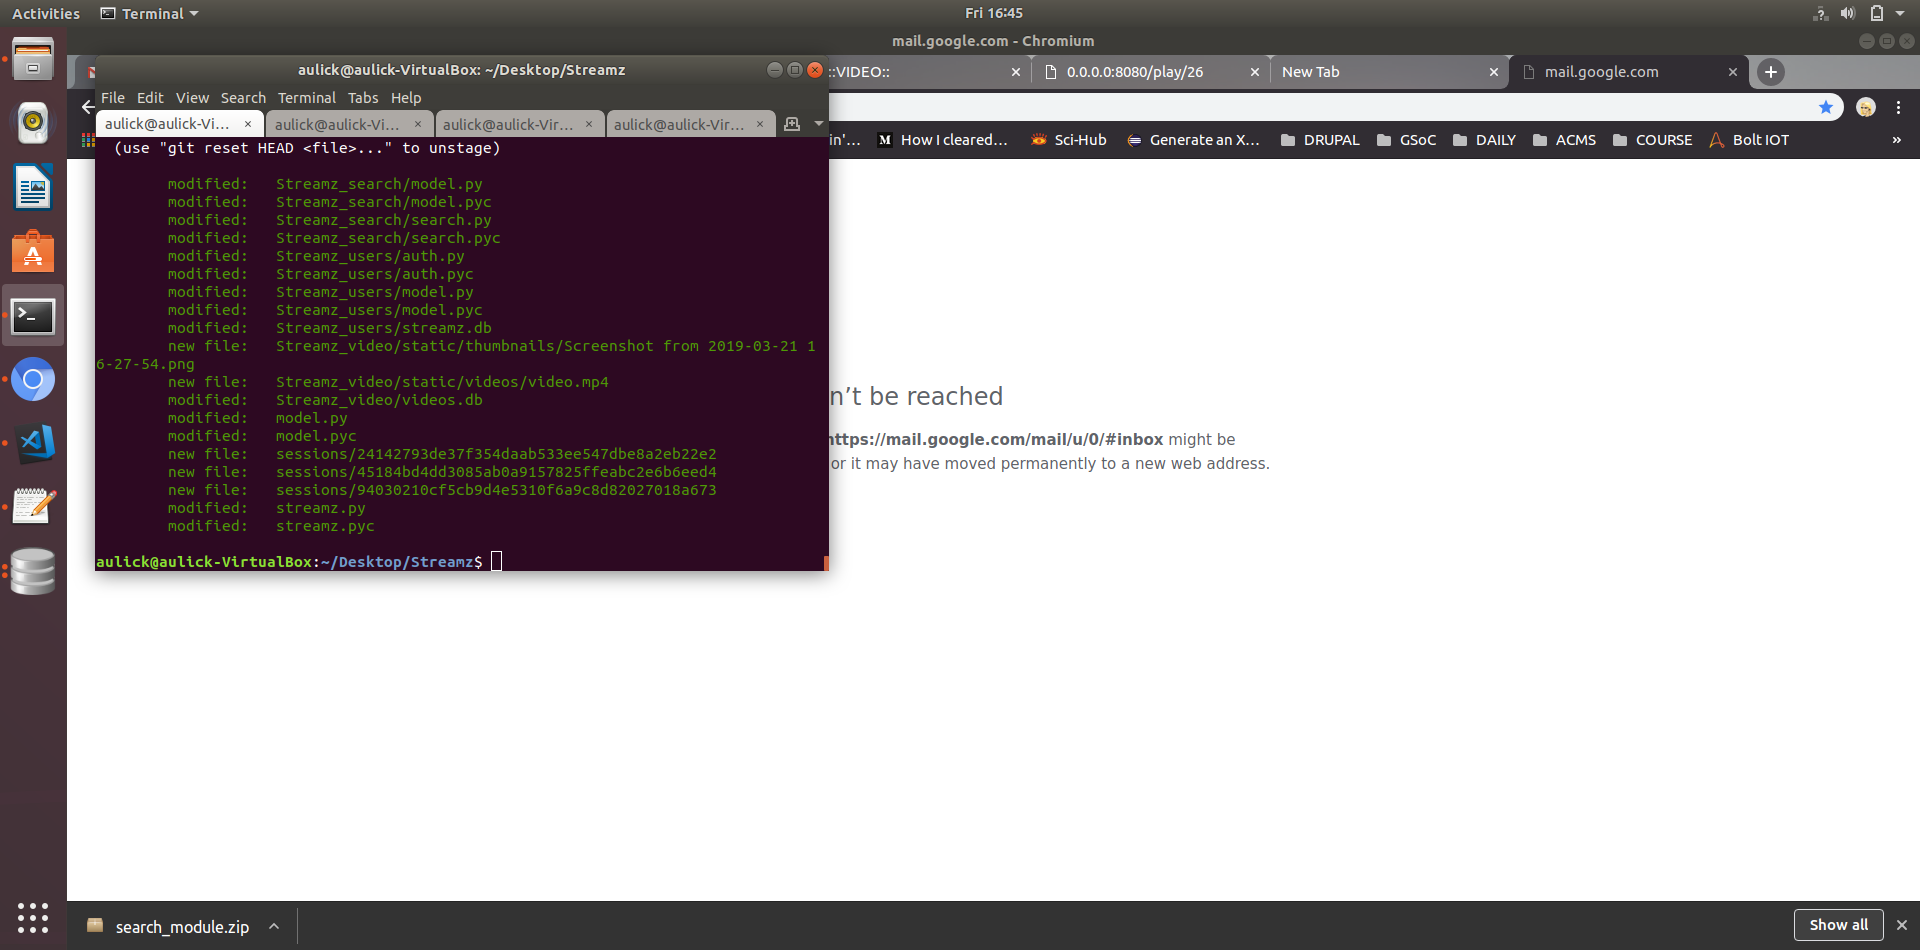 Activities
Terminal
Fri 16:45
mail.google.com - Chromium
aulick@aulick-VirtualBox: ~/Desktop/Streamz
::VIDEO::
0.0.0.0:8080/play/26
New Tab
mail.google.com
File Edit View Search Terminal Tabs Help
aulick@aulick-Vi...
aulick@aulick-Vi...
aulick@aulick-Vir...
aulick@aulick-Vir...
in'...
How I cleared...
Sci-Hub
Generate an X...
DRUPAL
GSoC
DAILY
ACMS
COURSE
Bolt IOT
»
(use "git reset HEAD <file>..." to unstage)
modified: Streamz_search/model.py
modified: Streamz_search/model.pyc
modified: Streamz_search/search.py
modified: Streamz_search/search.pyc
modified: Streamz_users/auth.py
modified: Streamz_users/auth.pyc
modified: Streamz_users/model.py
modified: Streamz_users/model.pyc
modified: Streamz_users/streamz.db
new file: Streamz_video/static/thumbnails/Screenshot from 2019-03-21 1
6-27-54.png
new file: Streamz_video/static/videos/video.mp4
modified: Streamz_video/videos.db
modified: model.py
modified: model.pyc
new file: sessions/24142793de37f354daab533ee547dbe8a2eb22e2
new file: sessions/45184bd4dd3085ab0a9157825ffeabc2e6b6eed4
new file: sessions/94030210cf5cb9d4e5310f6a9c8d82027018a673
modified: streamz.py
modified: streamz.pyc
aulick@aulick-VirtualBox:~/Desktop/Streamz$
n’t be reached
ttps://mail.google.com/mail/u/0/#inbox might be
or it may have moved permanently to a new web address.
search_module.zip
Show all